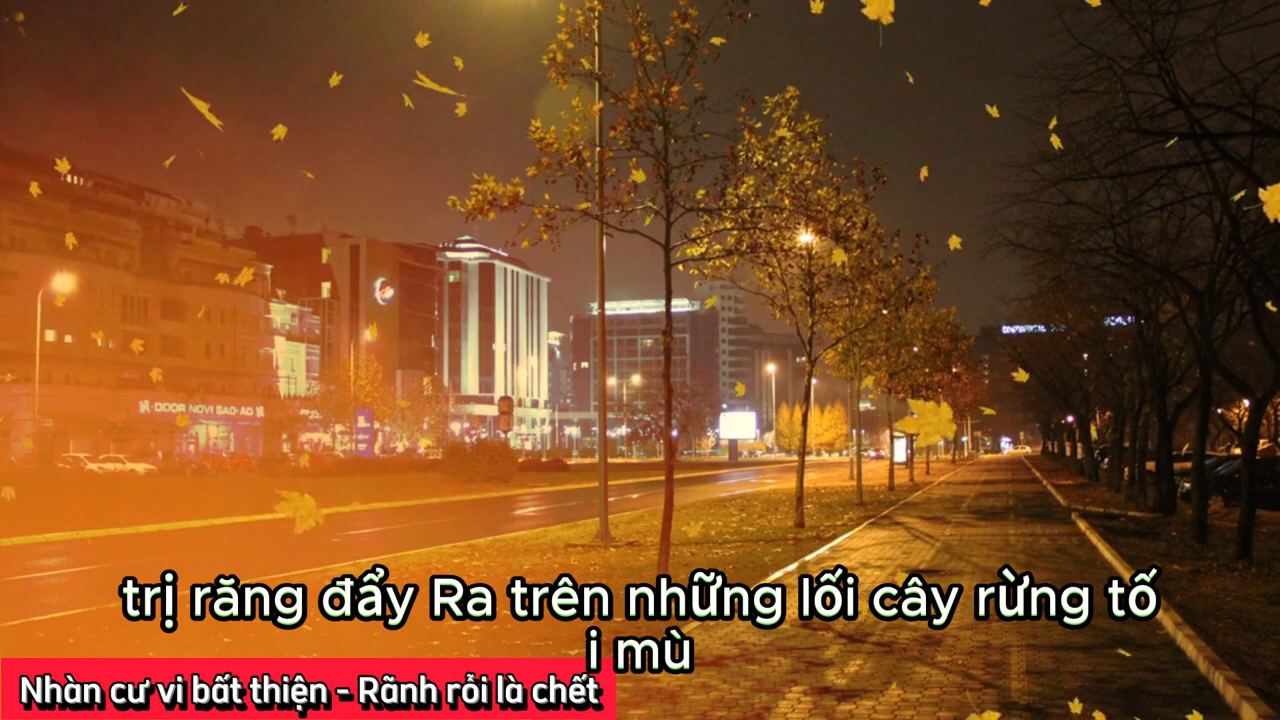 DDOR NOVI SAD AD
trị răng đẩy Ra trên những lối cây rừng tố
i mù
Nhàn cư vi bất thiện - Rãnh rỗi là chết